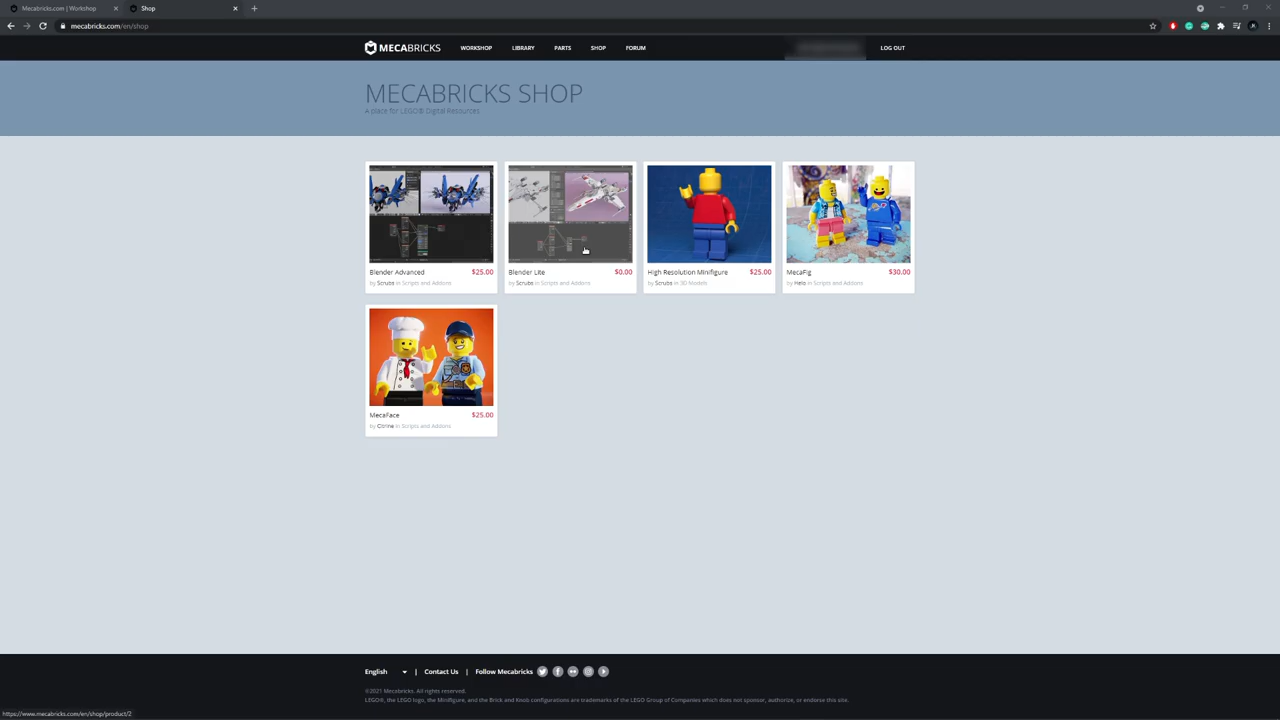 Mecabricks.com | Workshop
Shop
mecabricks.com/en/shop
MECABRICKS
WORKSHOP
LIBRARY
PARTS
SHOP
FORUM
LOG OUT
MECABRICKS SHOP
A place for LEGO® Digital Resources
Blender Advanced $25.00
by Scrubs in Scripts and Addons
Blender Lite $0.00
by Scrubs in Scripts and Addons
High Resolution Minifigure $25.00
by Scrubs in 3D Models
MecaFig $30.00
by Helo in Scripts and Addons
MecaFace $25.00
by Citrine in Scripts and Addons
English | Contact Us | Follow Mecabricks
©2021 Mecabricks. All rights reserved.
LEGO®, the LEGO logo, the Minifigure, and the Brick and Knob configurations are trademarks of the LEGO Group of Companies which does not sponsor, authorize, or endorse this site.
https://www.mecabricks.com/en/shop/product/2